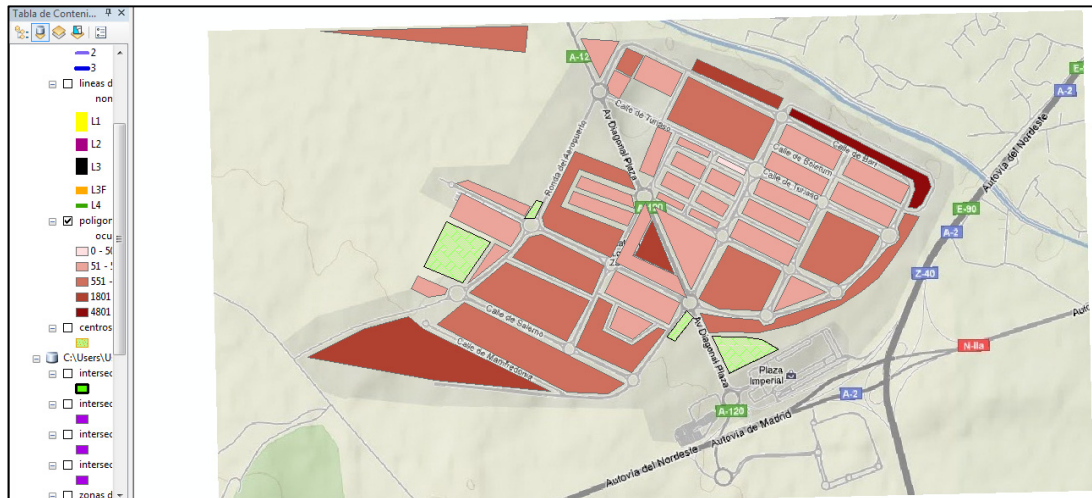 Tabla de Conteni...
2
3
lineas d
non
L1
L2
L3
L3F
L4
poligor
ocu
0 - 50
51 - 5
551 -
1801
4801
centros
C:\Users\U
intersec
intersec
intersec
intersec
zonas d
A-12
E-9
A-2
Calle de Turiaso
Av Diagonal Plaza
Ronda del Aeropuerto
Calle de Bari
Calle de Boletum
Calle de Turiaso
Autovía del Nordeste
A-120
E-90
A-2
Z-40
Auto
N-IIa
Calle de Salerno
Calle de Manfredonia
Av Diagonal Plaza
Plaza
Imperial
A-2
A-120
Autovía de Madrid
Autovía del Nordeste